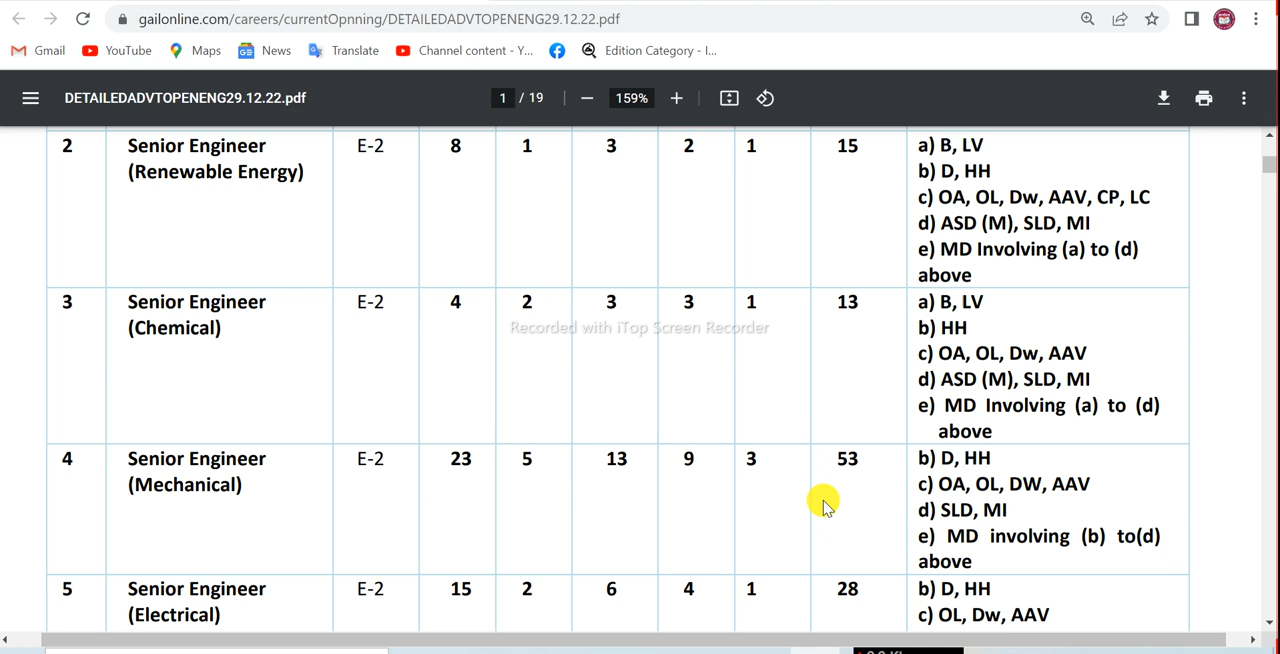 gailonline.com/careers/currentOpnning/DETAILEDADVTOPENENG29.12.22.pdf
Gmail YouTube Maps News Translate Channel content - Y... Edition Category - I...
DETAILEDADVTOPENENG29.12.22.pdf 1 / 19 159%
2 Senior Engineer E-2 8 1 3 2 1 15 a) B, LV
(Renewable Energy) b) D, HH
c) OA, OL, Dw, AAV, CP, LC
d) ASD (M), SLD, MI
e) MD Involving (a) to (d)
above
3 Senior Engineer E-2 4 2 3 3 1 13 a) B, LV
(Chemical) b) HH
Recorded with iTop Screen Recorder
c) OA, OL, Dw, AAV
d) ASD (M), SLD, MI
e) MD Involving (a) to (d)
above
4 Senior Engineer E-2 23 5 13 9 3 53 b) D, HH
(Mechanical) c) OA, OL, DW, AAV
d) SLD, MI
e) MD involving (b) to(d)
above
5 Senior Engineer E-2 15 2 6 4 1 28 b) D, HH
(Electrical) c) OL, Dw, AAV